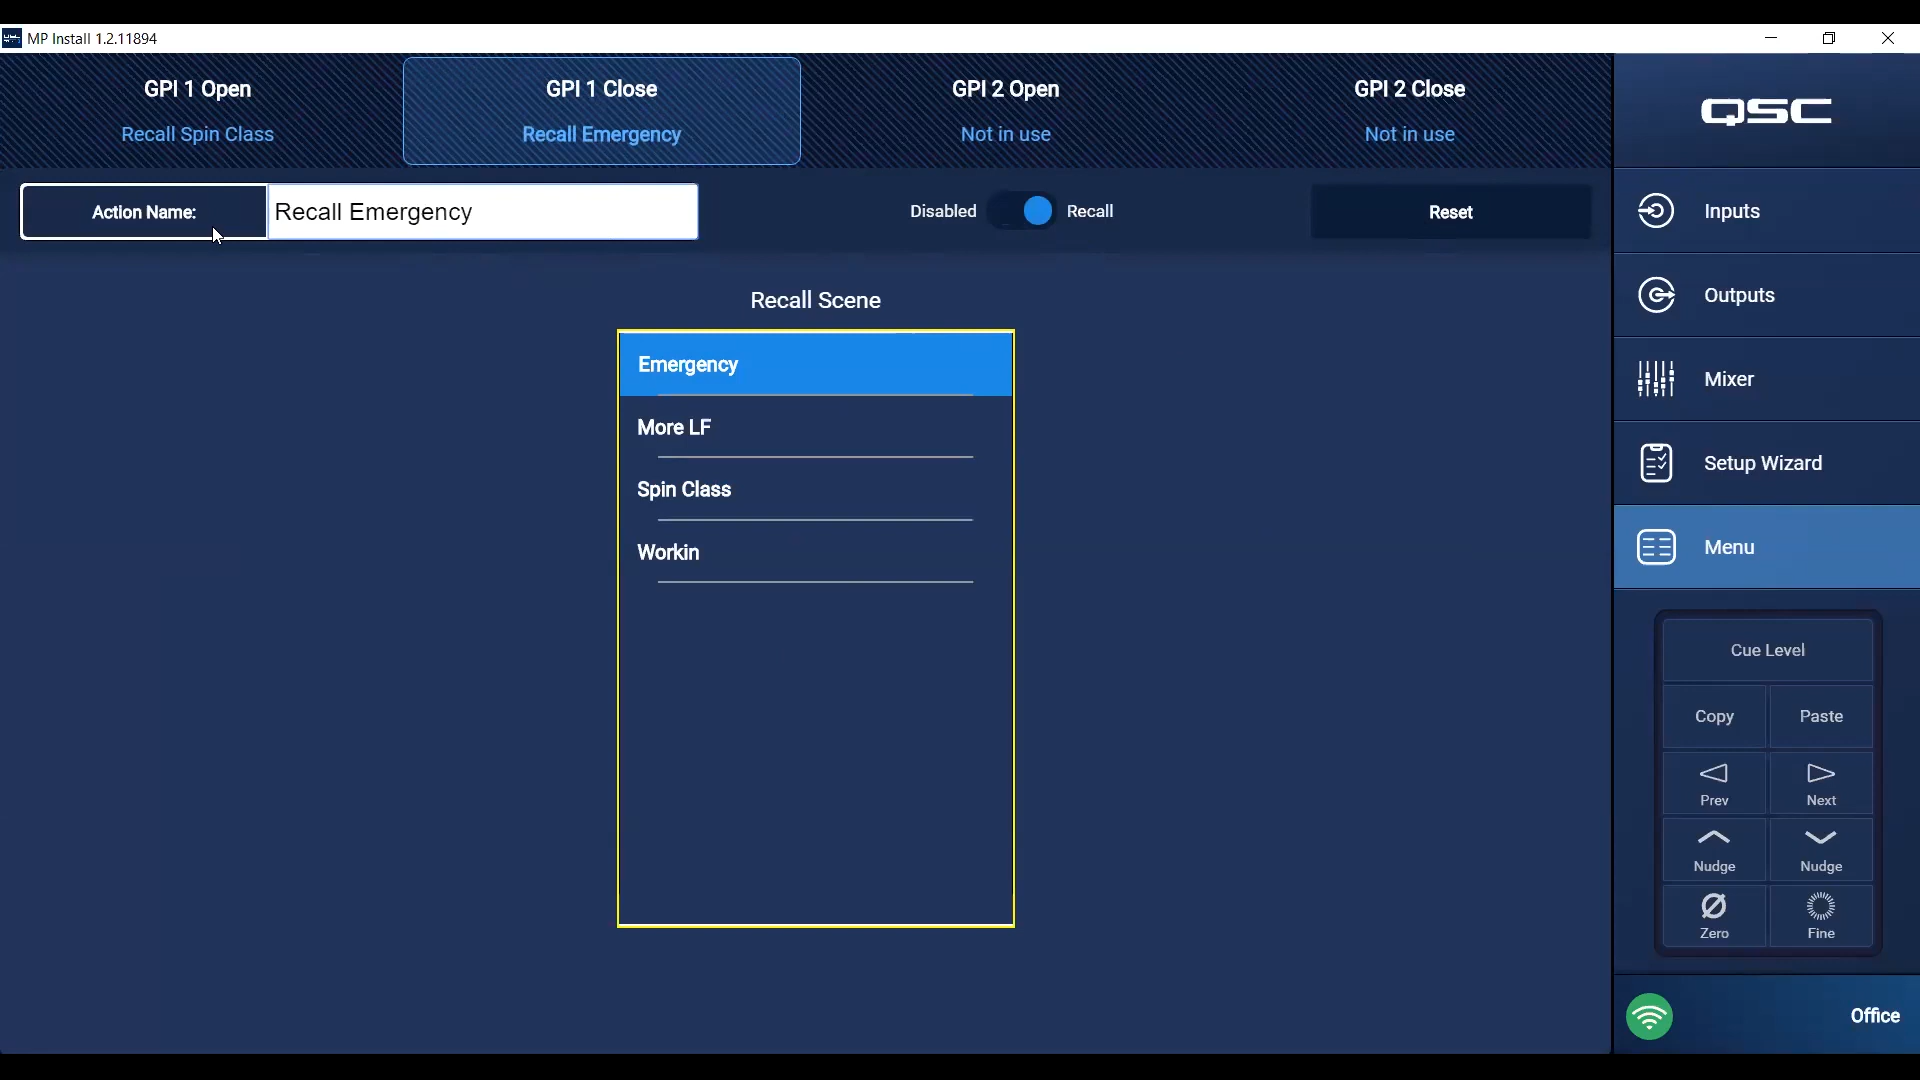 MP Install 1.2.11894
GPI 1 Open
Recall Spin Class
GPI 1 Close
Recall Emergency
GPI 2 Open
Not in use
GPI 2 Close
Not in use
QSC
Action Name:
Recall Emergency
Disabled
Recall
Reset
Recall Scene
Emergency
More LF
Spin Class
Workin
Inputs
Outputs
Mixer
Setup Wizard
Menu
Cue Level
Copy
Paste
Prev
Next
Nudge
Nudge
Zero
Fine
Office